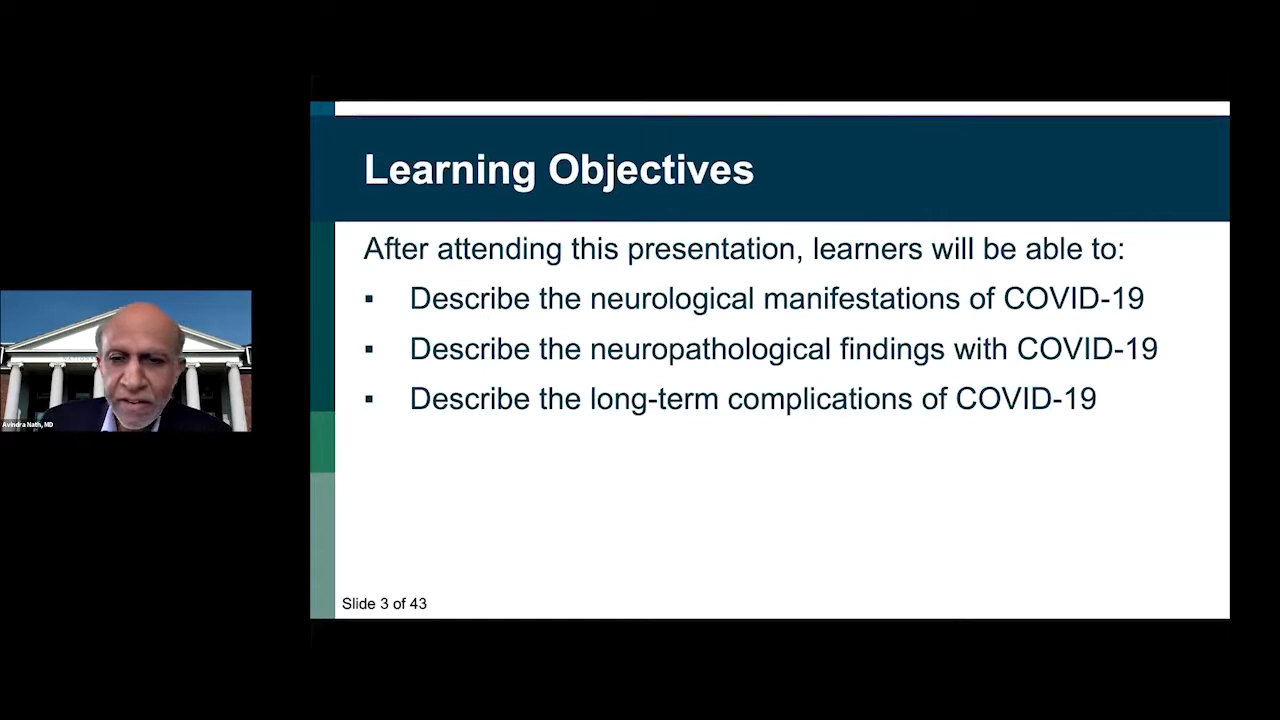 Learning Objectives
After attending this presentation, learners will be able to:
▪ Describe the neurological manifestations of COVID-19
▪ Describe the neuropathological findings with COVID-19
▪ Describe the long-term complications of COVID-19
Slide 3 of 43
Avindra Nath, MD